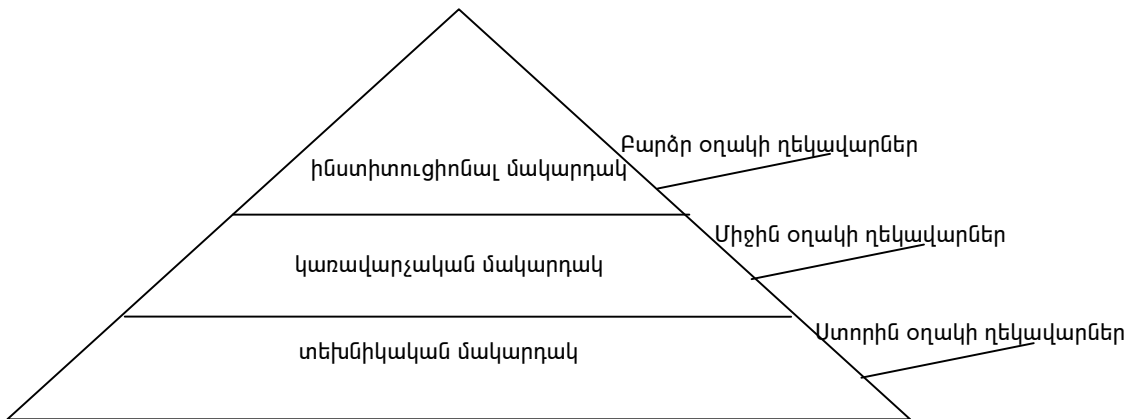 Բարձր օղակի ղեկավարներ
ինստիտուցիոնալ մակարդակ
Միջին օղակի ղեկավարներ
կառավարչական մակարդակ
Ստորին օղակի ղեկավարներ
տեխնիկական մակարդակ